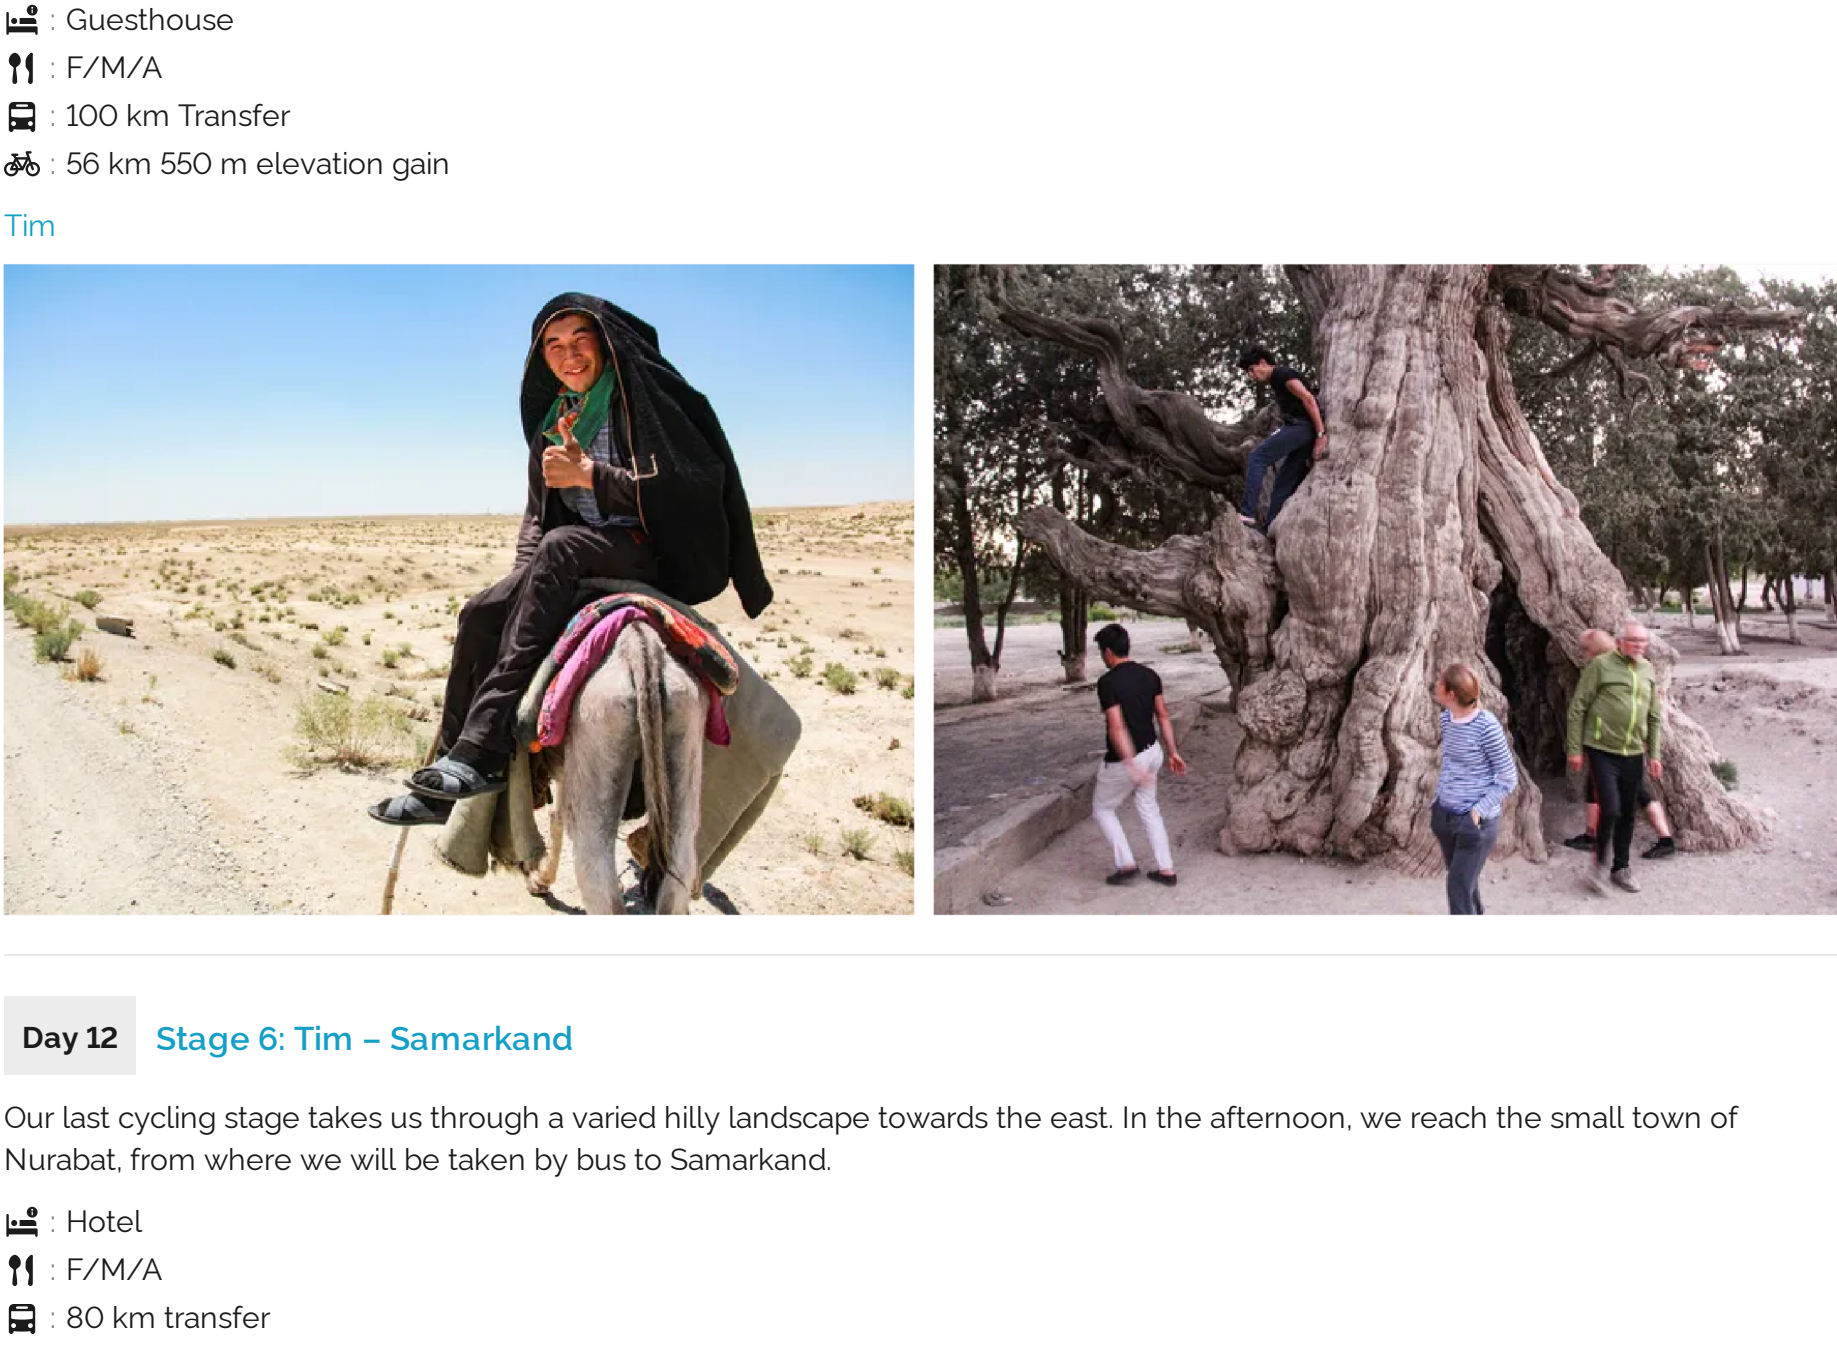 : Guesthouse
: F/M/A
: 100 km Transfer
: 56 km 550 m elevation gain
Tim
Day 12
Stage 6: Tim – Samarkand
Our last cycling stage takes us through a varied hilly landscape towards the east. In the afternoon, we reach the small town of
Nurabat, from where we will be taken by bus to Samarkand.
: Hotel
: F/M/A
: 80 km transfer